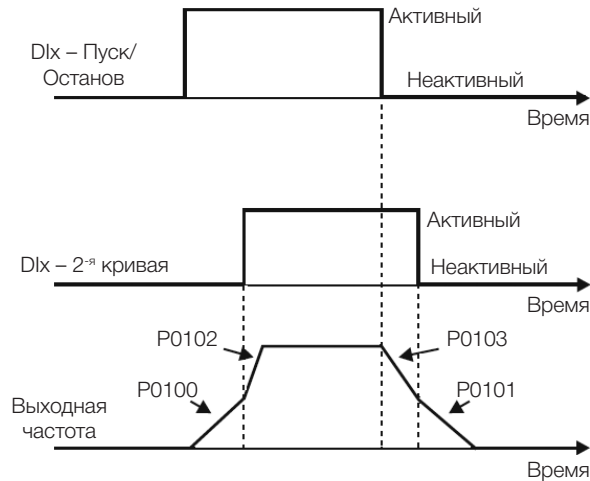 Активный
DIx – Пуск/
Останов
Неактивный
Время
Активный
DIx – 2-я кривая
Неактивный
Время
P0102
P0103
P0100
P0101
Выходная
частота
Время